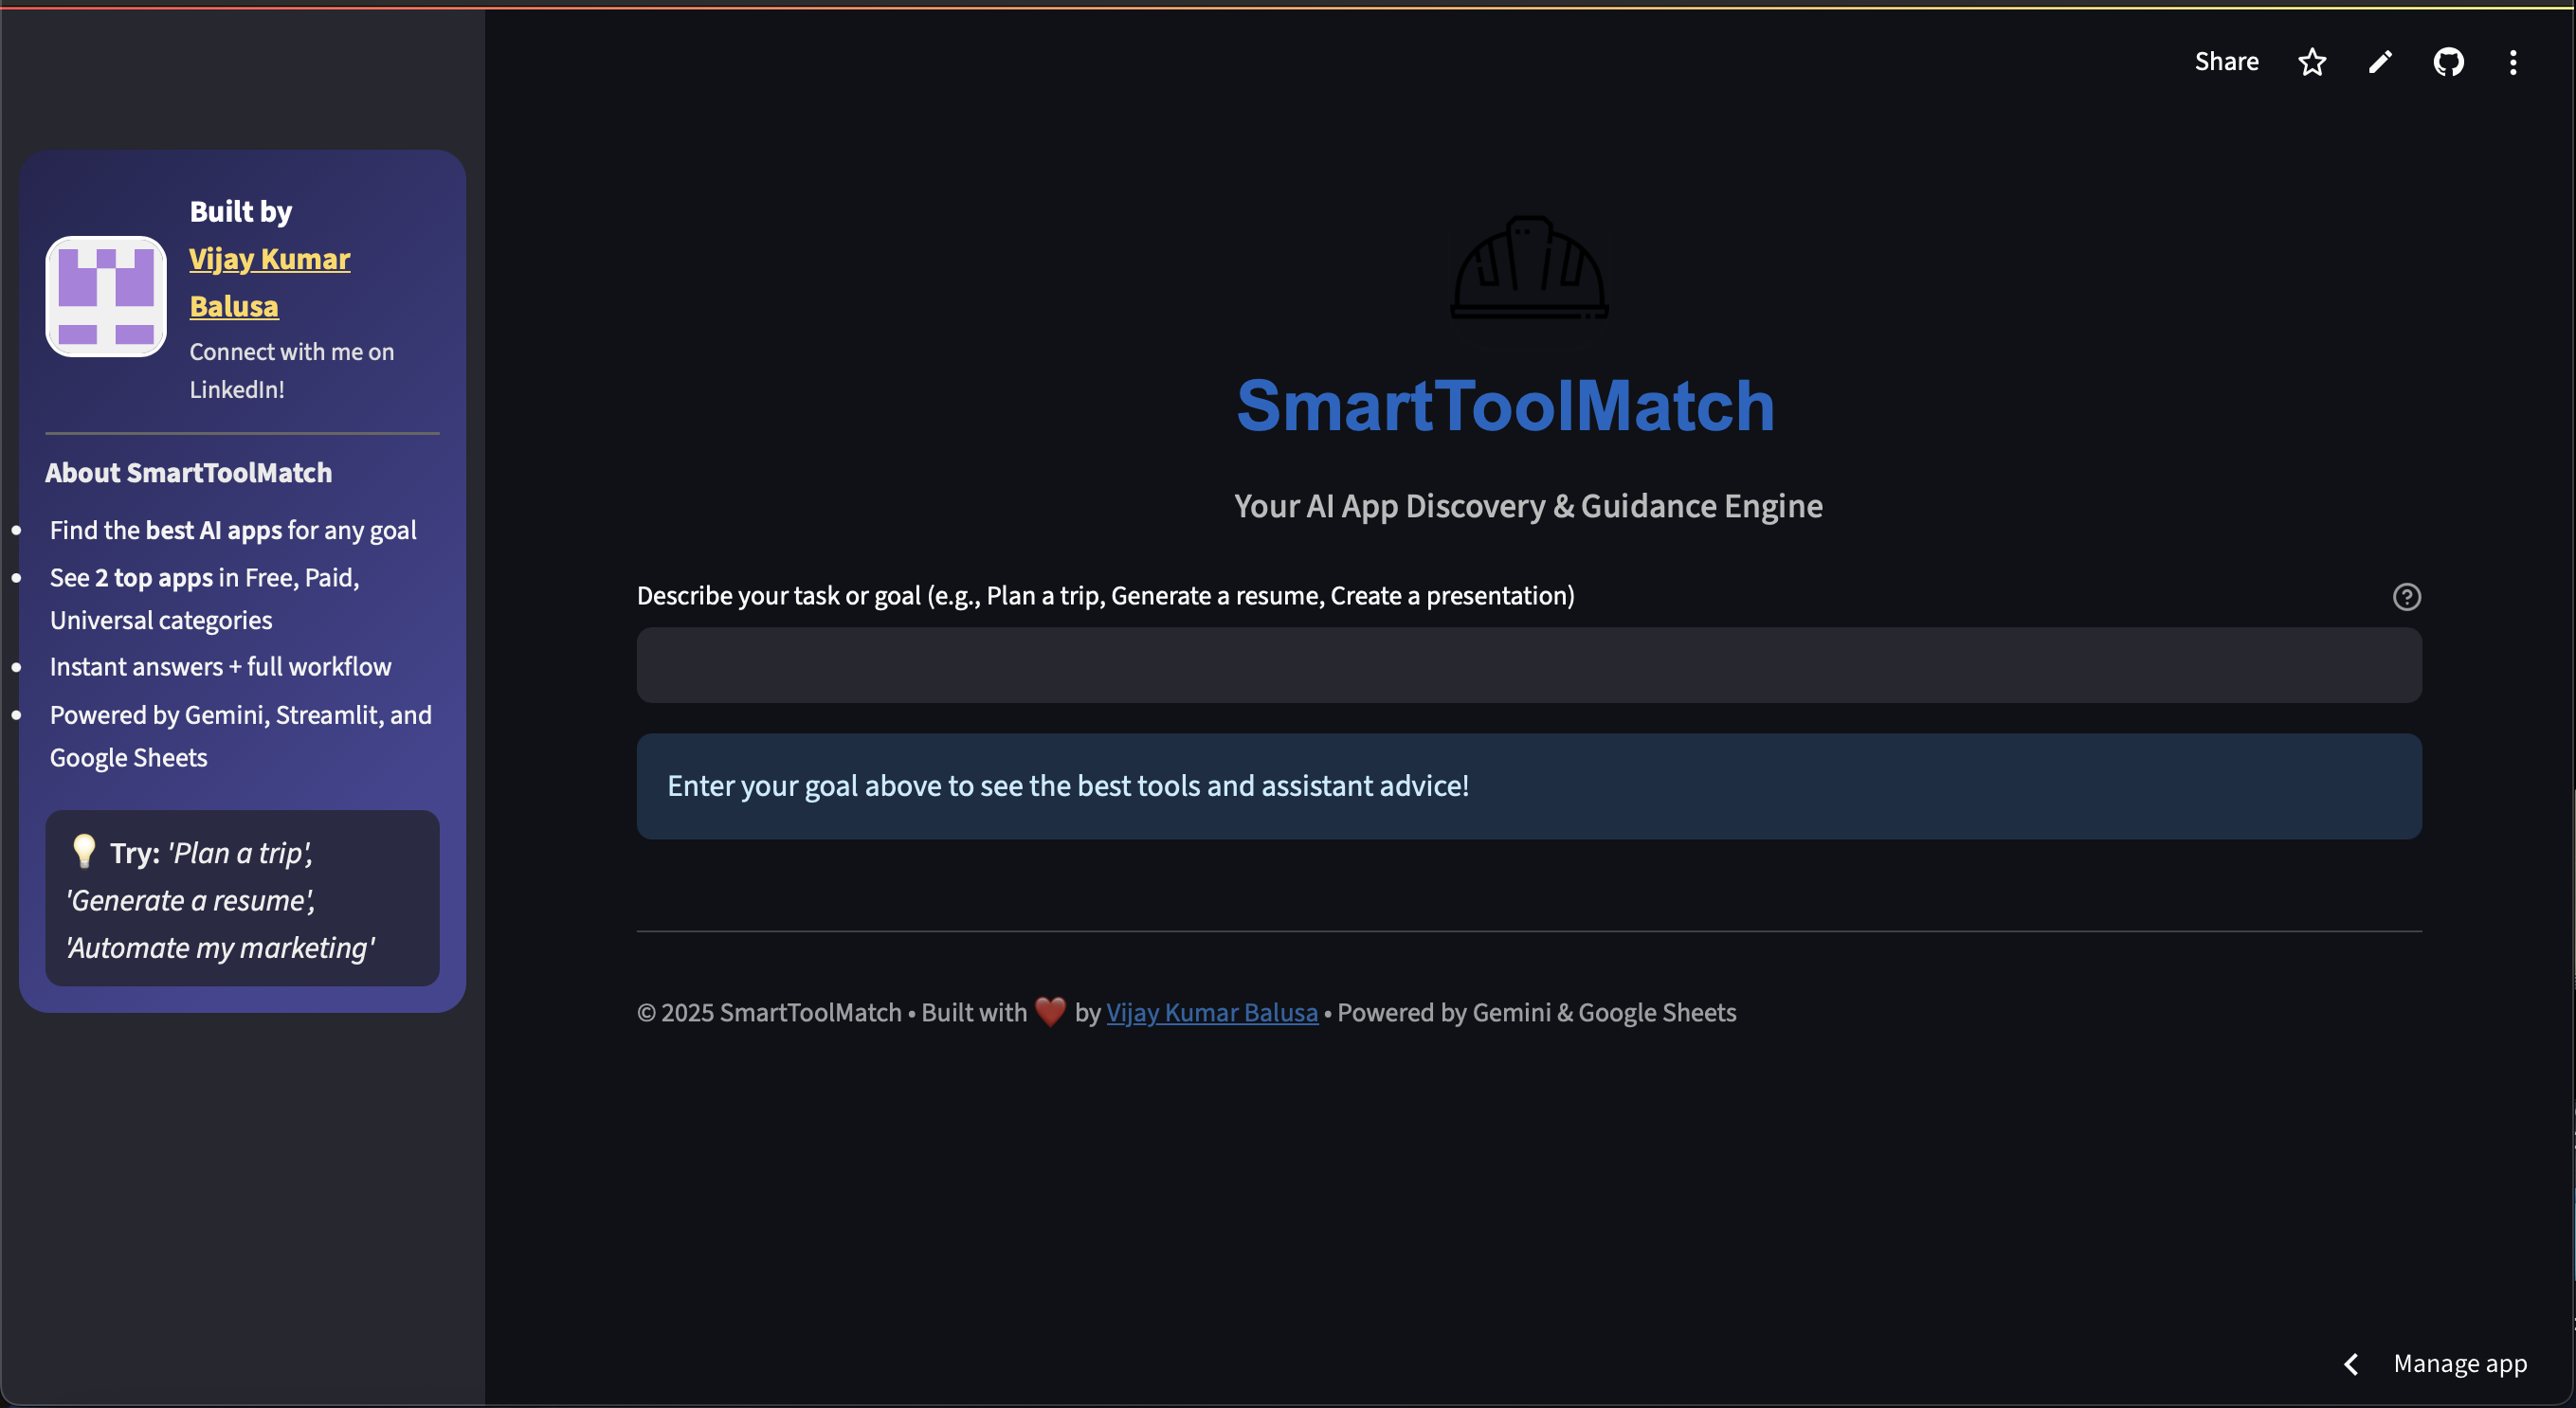 Share
Built by
Vijay Kumar
Balusa
Connect with me on
LinkedIn!
About SmartToolMatch
• Find the best AI apps for any goal
• See 2 top apps in Free, Paid,
Universal categories
• Instant answers + full workflow
• Powered by Gemini, Streamlit, and
Google Sheets
💡 Try: 'Plan a trip',
'Generate a resume',
'Automate my marketing'
SmartToolMatch
Your AI App Discovery & Guidance Engine
Describe your task or goal (e.g., Plan a trip, Generate a resume, Create a presentation)
Enter your goal above to see the best tools and assistant advice!
© 2025 SmartToolMatch • Built with ❤️ by Vijay Kumar Balusa • Powered by Gemini & Google Sheets
Manage app